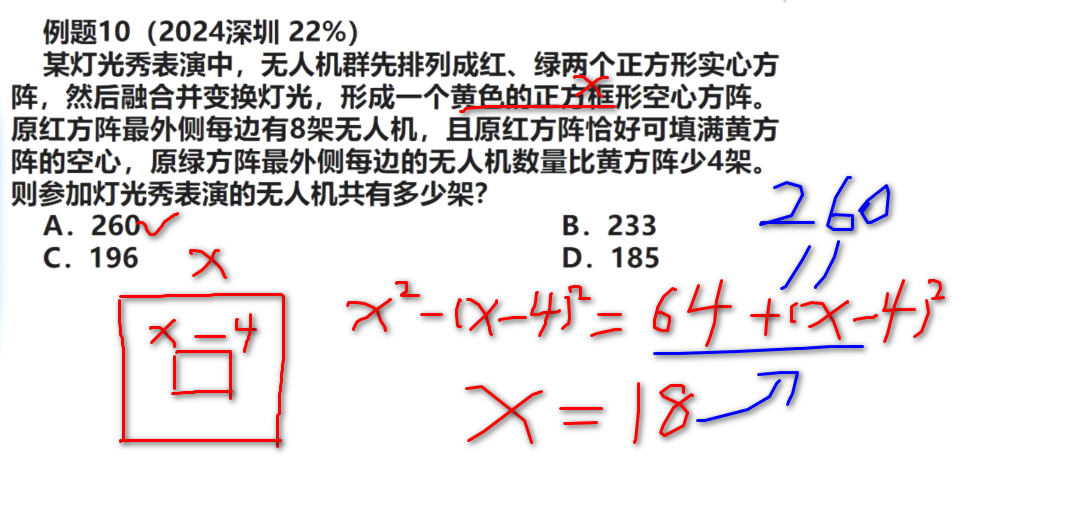 例题10（2024深圳 22%）
某灯光秀表演中，无人机群先排列成红、绿两个正方形实心方
阵，然后融合并变换灯光，形成一个黄色的正方框形空心方阵。
原红方阵最外侧每边有8架无人机，且原红方阵恰好可填满黄方
阵的空心，原绿方阵最外侧每边的无人机数量比黄方阵少4架。
则参加灯光秀表演的无人机共有多少架？
A. 260✓ B. 233
C. 196 D. 185
x
260
x
x-4
x²-(x-4)²=64+(x-4)²
x=18